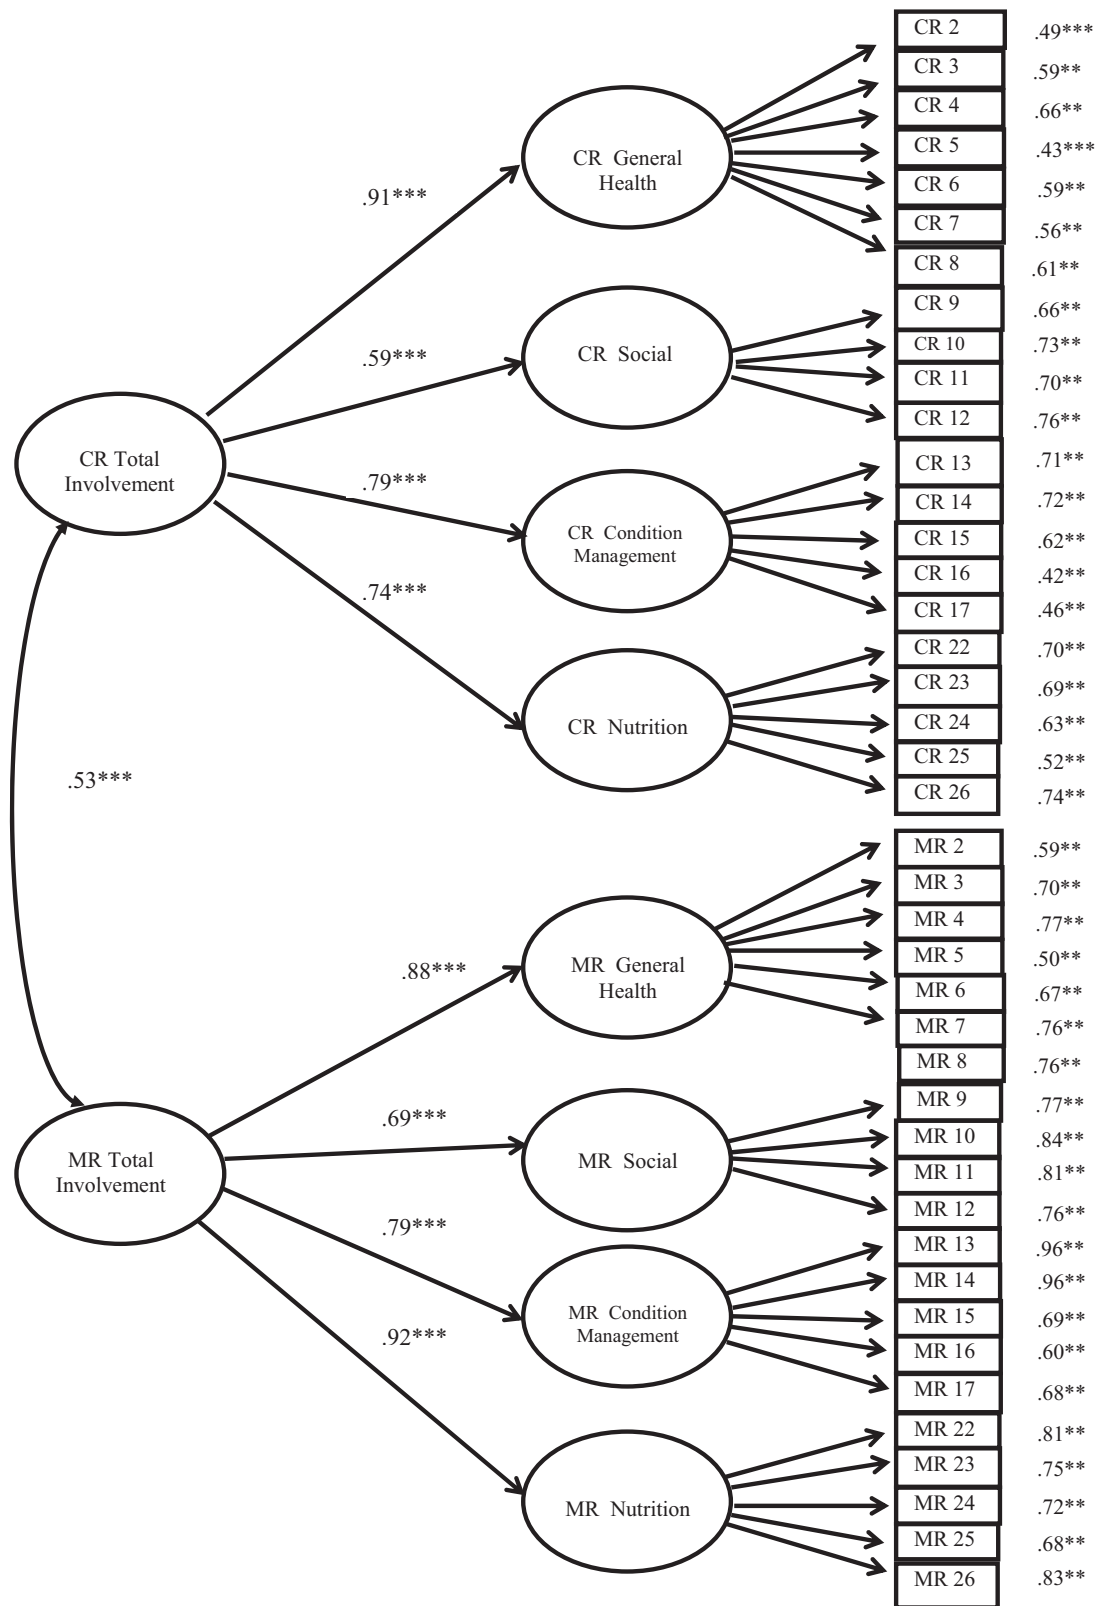 CR 2 .49***
CR 3 .59**
CR 4 .66**
CR 5 .43***
CR 6 .59**
CR 7 .56**
CR 8 .61**
CR 9 .66**
CR 10 .73**
CR 11 .70**
CR 12 .76**
CR 13 .71**
CR 14 .72**
CR 15 .62**
CR 16 .42**
CR 17 .46**
CR 22 .70**
CR 23 .69**
CR 24 .63**
CR 25 .52**
CR 26 .74**
CR General
Health
.91***
CR Social
.59***
CR Total
Involvement
.79***
CR Condition
Management
.74***
CR Nutrition
.53***
MR 2 .59**
MR 3 .70**
MR 4 .77**
MR 5 .50**
MR 6 .67**
MR 7 .76**
MR 8 .76**
MR 9 .77**
MR 10 .84**
MR 11 .81**
MR 12 .76**
MR 13 .96**
MR 14 .96**
MR 15 .69**
MR 16 .60**
MR 17 .68**
MR 22 .81**
MR 23 .75**
MR 24 .72**
MR 25 .68**
MR 26 .83**
MR General
Health
.88***
.69***
MR Social
MR Total
Involvement
.79***
MR Condition
Management
.92***
MR Nutrition